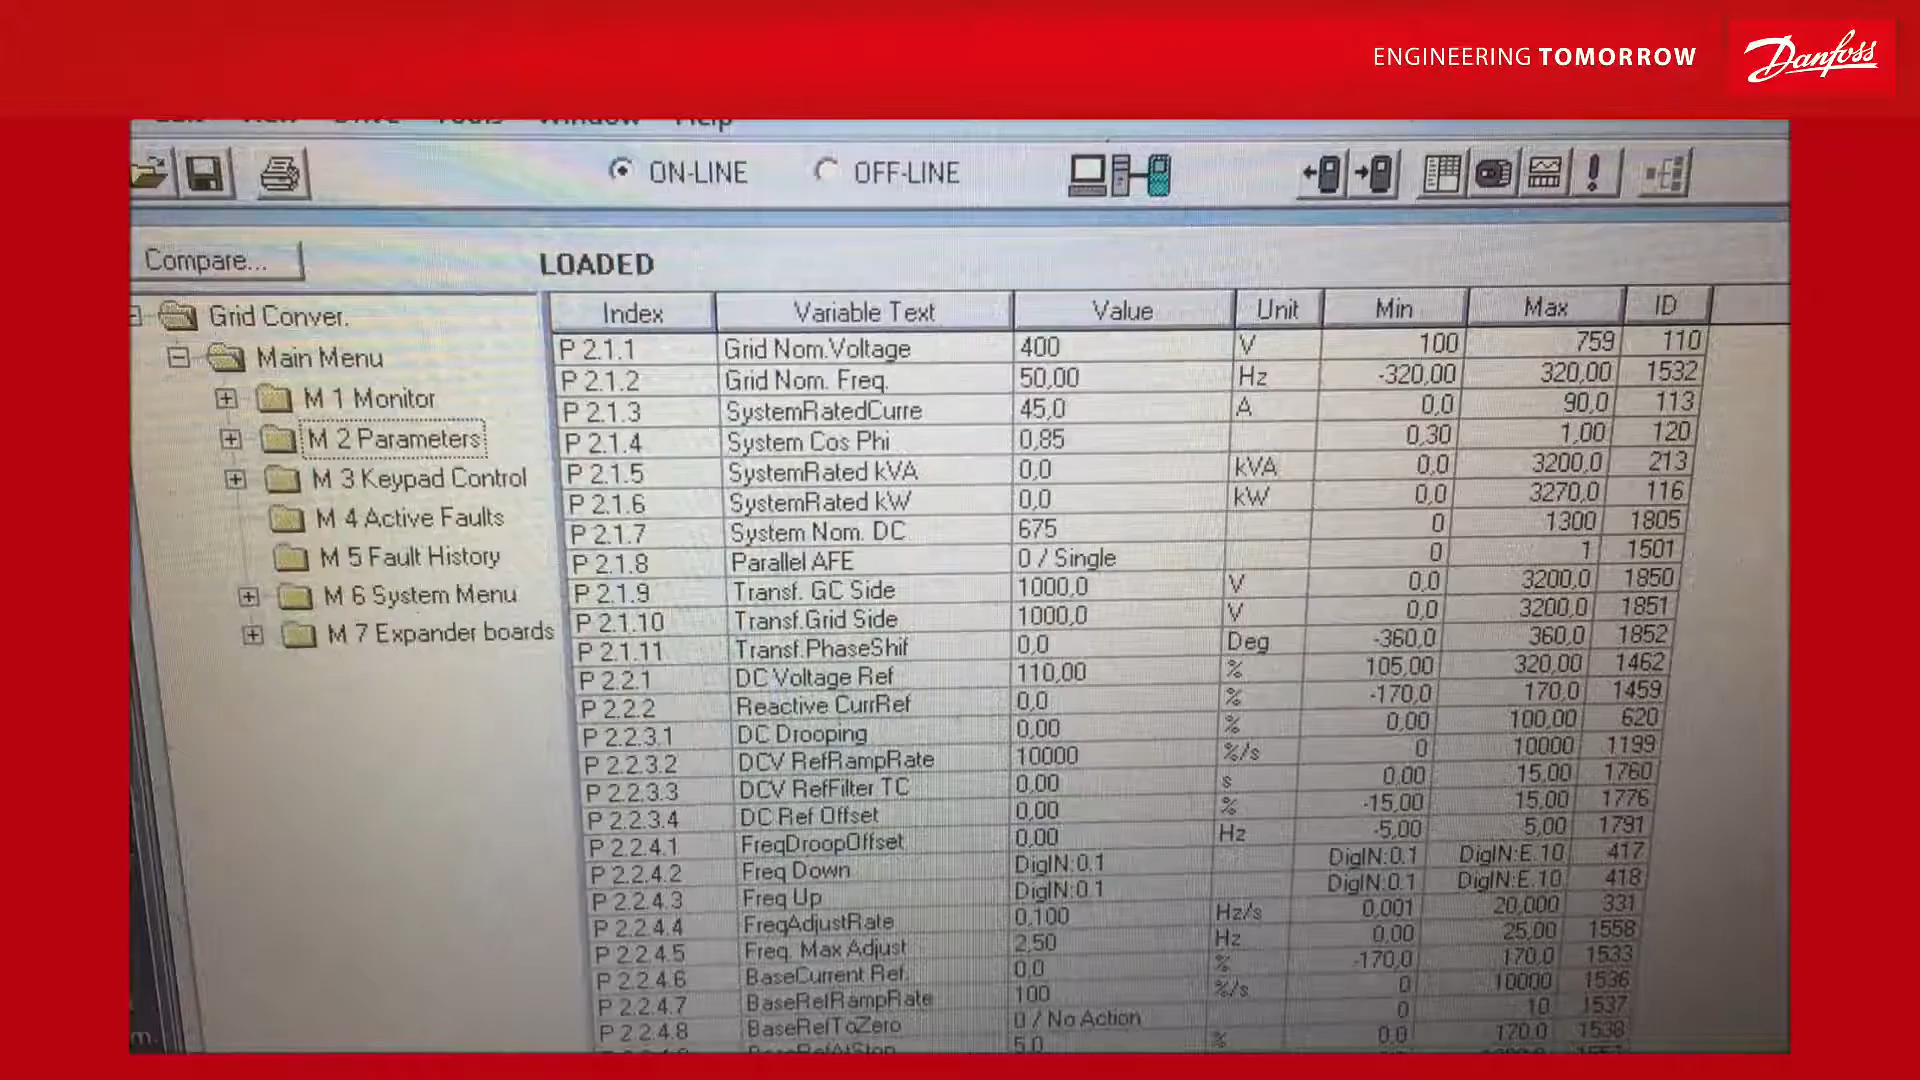 ENGINEERING TOMORROW
Danfoss
Tools Window Help
ON-LINE OFF-LINE
Compare...
LOADED
Grid Conver.
Main Menu
M 1 Monitor
M 2 Parameters
M 3 Keypad Control
M 4 Active Faults
M 5 Fault History
M 6 System Menu
M 7 Expander boards
Index Variable Text Value Unit Min Max ID
P 2.1.1 Grid Nom.Voltage 400 V 100 759 110
P 2.1.2 Grid Nom. Freq. 50,00 Hz -320,00 320,00 1532
P 2.1.3 SystemRatedCurre 45,0 A 0,0 90,0 113
P 2.1.4 System Cos Phi 0,85 0,30 1,00 120
P 2.1.5 SystemRated kVA 0,0 kVA 0,0 3200,0 213
P 2.1.6 SystemRated kW 0,0 kW 0,0 3270,0 116
P 2.1.7 System Nom. DC 675 0 1300 1805
P 2.1.8 Parallel AFE 0 / Single 0 1 1501
P 2.1.9 Transf. GC Side 1000,0 V 0,0 3200,0 1850
P 2.1.10 Transf.Grid Side 1000,0 V 0,0 3200,0 1851
P 2.1.11 Transf.PhaseShif 0,0 Deg -360,0 360,0 1852
P 2.2.1 DC Voltage Ref 110,00 % 105,00 320,00 1462
P 2.2.2 Reactive CurrRef 0,0 % -170,0 170,0 1459
P 2.2.3.1 DC Drooping 0,00 % 0,00 100,00 620
P 2.2.3.2 DCV RefRampRate 10000 %/s 0 10000 1199
P 2.2.3.3 DCV RefFilter TC 0,00 s 0,00 15,00 1760
P 2.2.3.4 DC Ref Offset 0,00 % -15,00 15,00 1776
P 2.2.4.1 FreqDroopOffset 0,00 Hz -5,00 5,00 1791
P 2.2.4.2 Freq Down DigIN:0.1 DigIN:0.1 DigIN:E.10 417
P 2.2.4.3 Freq Up DigIN:0.1 DigIN:0.1 DigIN:E.10 418
P 2.2.4.4 FreqAdjustRate 0,100 Hz/s 0,001 20,000 331
P 2.2.4.5 Freq. Max Adjust 2,50 Hz 0,00 25,00 1558
P 2.2.4.6 BaseCurrent Ref. 0,0 % -170,0 170,0 1533
P 2.2.4.7 BaseRefRampRate 100 %/s 0 10000 1536
P 2.2.4.8 BaseRefToZero 0 / No Action 0 10 1537
BaseRefAtStop 5,0 % 0,0 170,0 1538